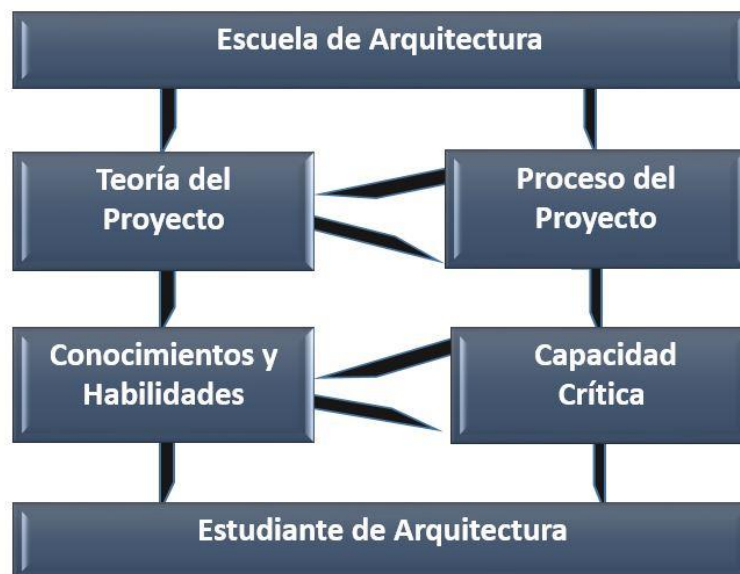 Escuela de Arquitectura
Teoría del
Proyecto
Proceso del
Proyecto
Conocimientos y
Habilidades
Capacidad
Crítica
Estudiante de Arquitectura